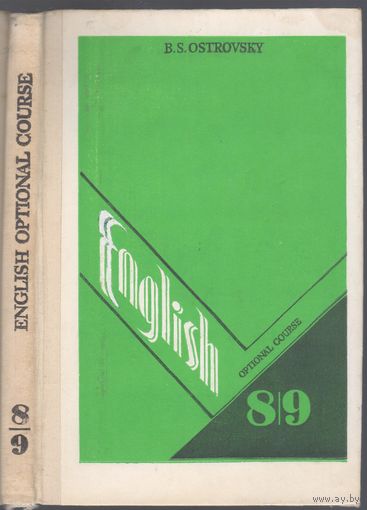 ENGLISH OPTIONAL COURSE
8|9
B.S. OSTROVSKY
English
OPTIONAL COURSE
8|9
www.ay.by